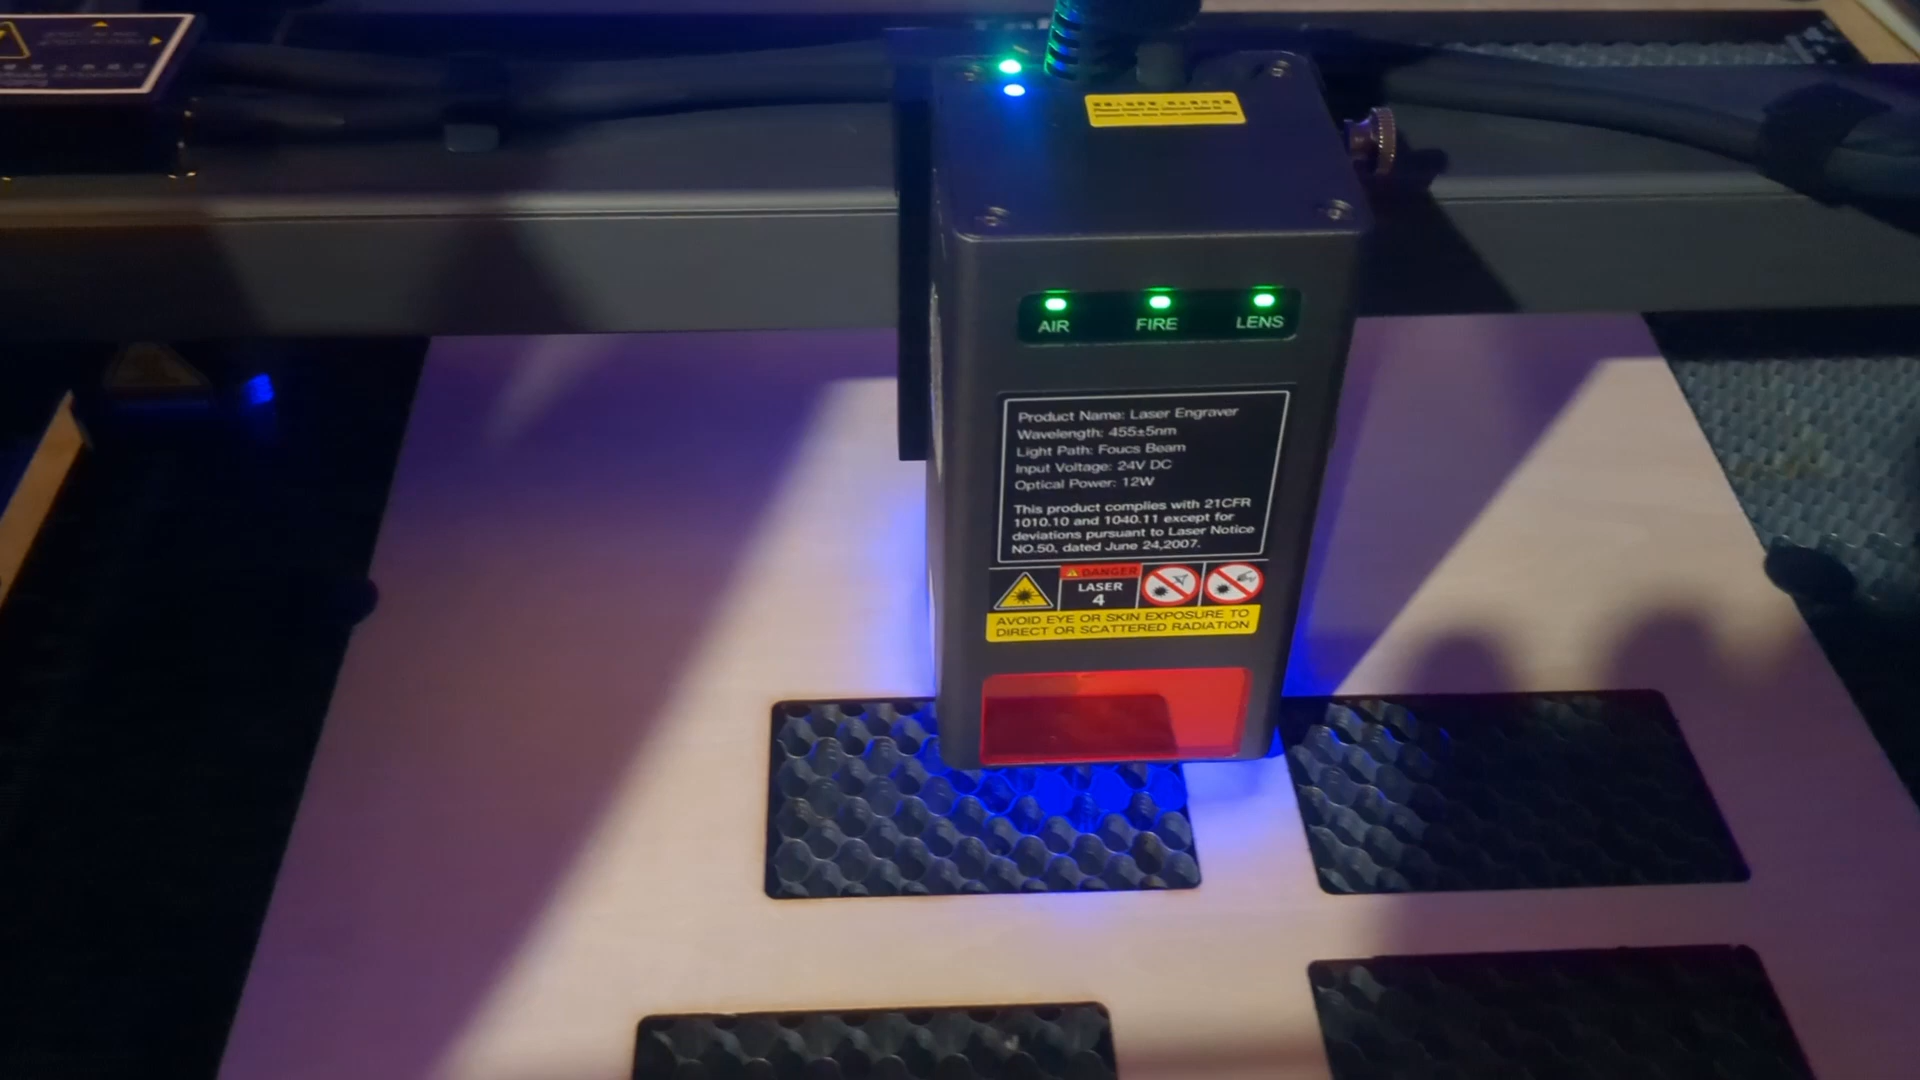 AIR FIRE LENS
Product Name: Laser Engraver
Wavelength: 455±5nm
Light Path: Foucs Beam
Input Voltage: 24V DC
Optical Power: 12W
This product complies with 21CFR
1010.10 and 1040.11 except for
deviations pursuant to Laser Notice
NO.50, dated June 24,2007.
DANGER
LASER
4
AVOID EYE OR SKIN EXPOSURE TO
DIRECT OR SCATTERED RADIATION